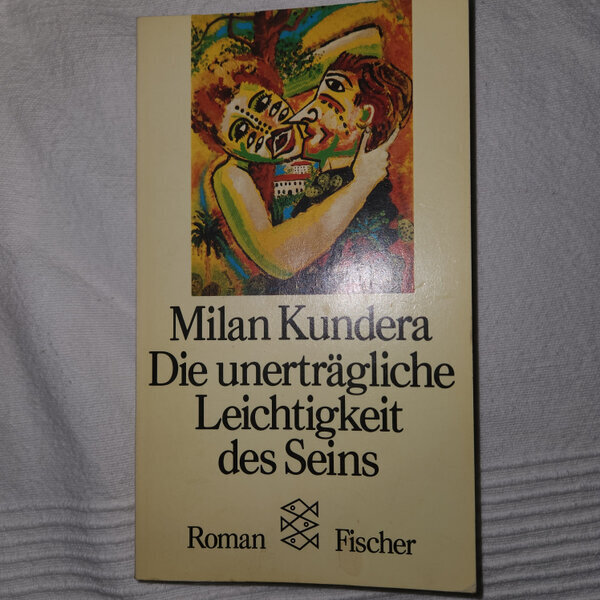 Milan Kundera
Die unerträgliche
Leichtigkeit
des Seins
Roman Fischer